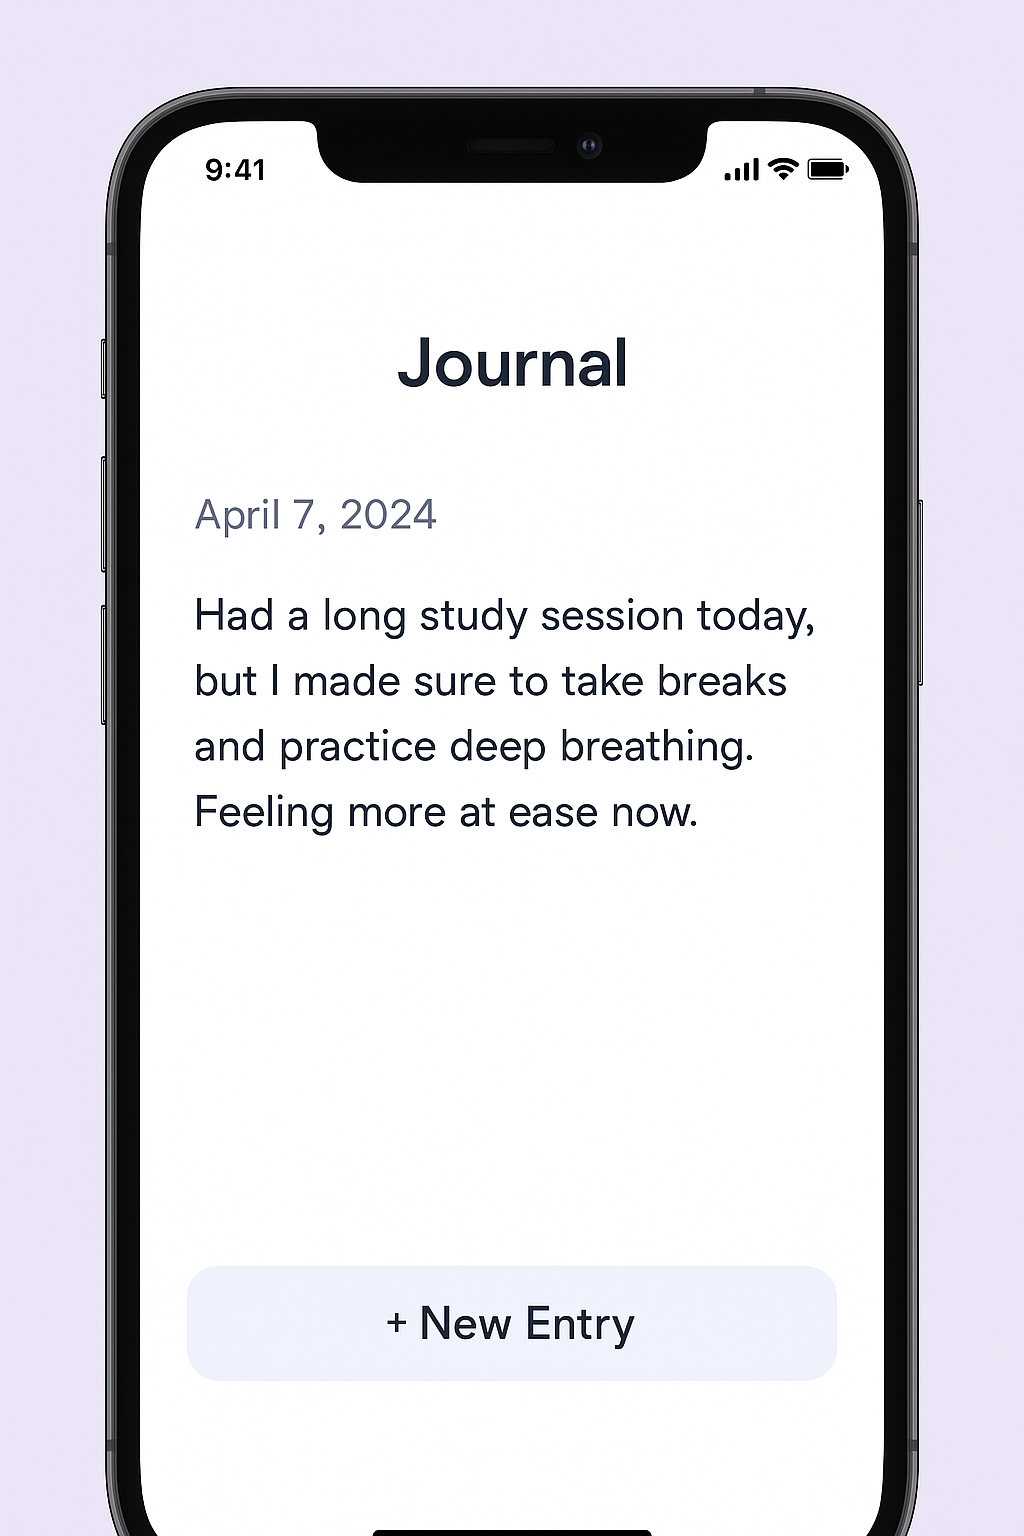 9:41
Journal
April 7, 2024
Had a long study session today,
but I made sure to take breaks
and practice deep breathing.
Feeling more at ease now.
+ New Entry